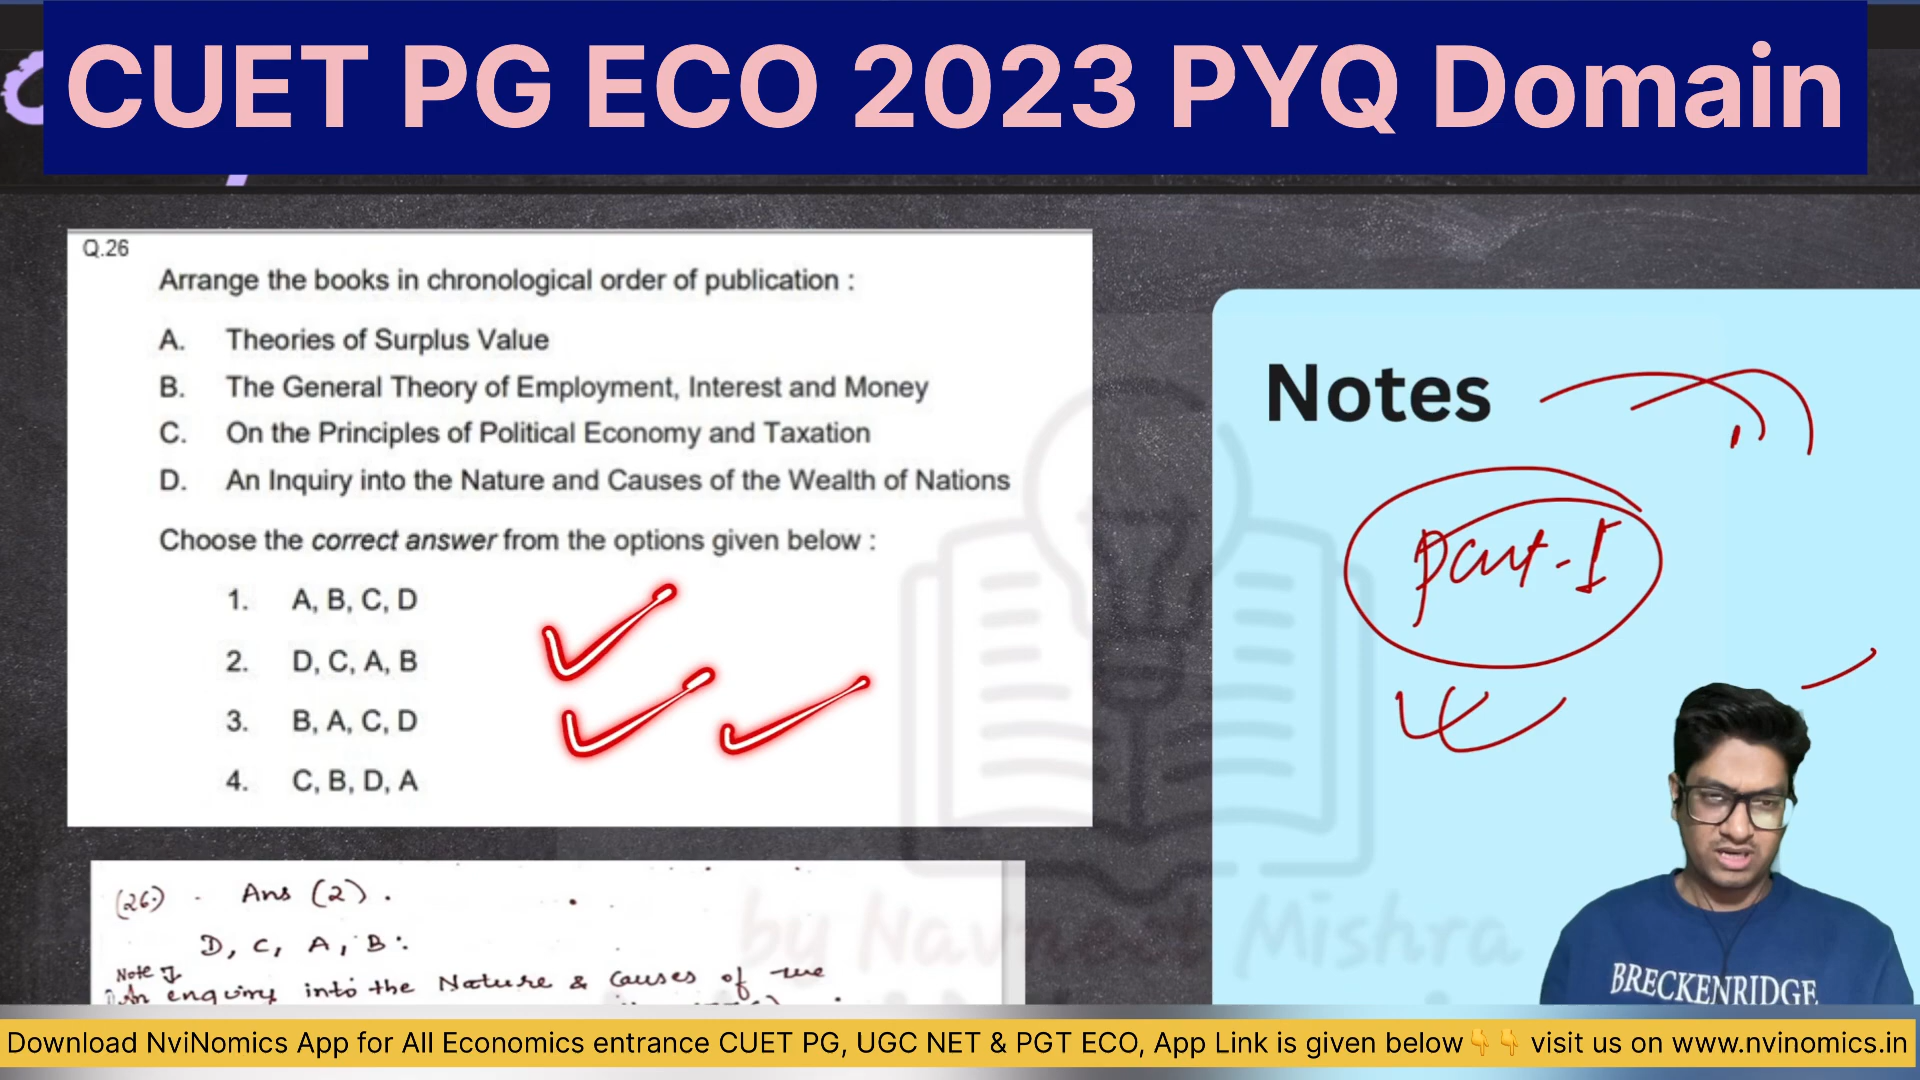 CUET PG ECO 2023 PYQ Domain
Q.26
Arrange the books in chronological order of publication :
A. Theories of Surplus Value
B. The General Theory of Employment, Interest and Money
C. On the Principles of Political Economy and Taxation
D. An Inquiry into the Nature and Causes of the Wealth of Nations
Choose the correct answer from the options given below :
1. A, B, C, D
2. D, C, A, B
3. B, A, C, D
4. C, B, D, A
Notes
Part-I
(26) - Ans (2).
D, C, A, B:
Note
An enquiry into the Nature & Causes of the
by Navneet Mishra
BRECKENRIDGE
Download NviNomics App for All Economics entrance CUET PG, UGC NET & PGT ECO, App Link is given below👇👇 visit us on www.nvinomics.in